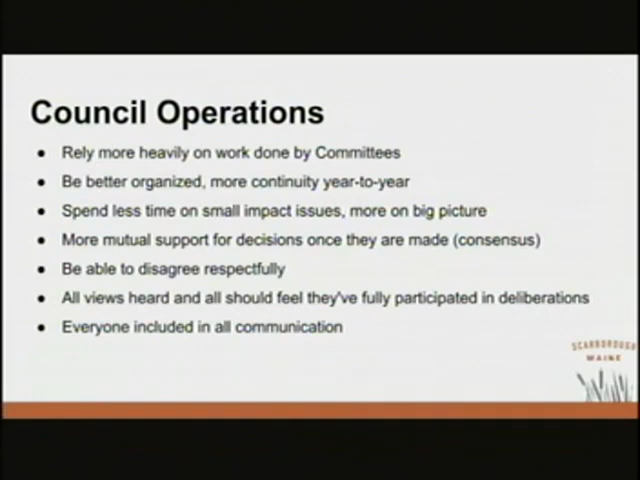 Council Operations
● Rely more heavily on work done by Committees
● Be better organized, more continuity year-to-year
● Spend less time on small impact issues, more on big picture
● More mutual support for decisions once they are made (consensus)
● Be able to disagree respectfully
● All views heard and all should feel they've fully participated in deliberations
● Everyone included in all communication
SCARBOROUGH
MAINE